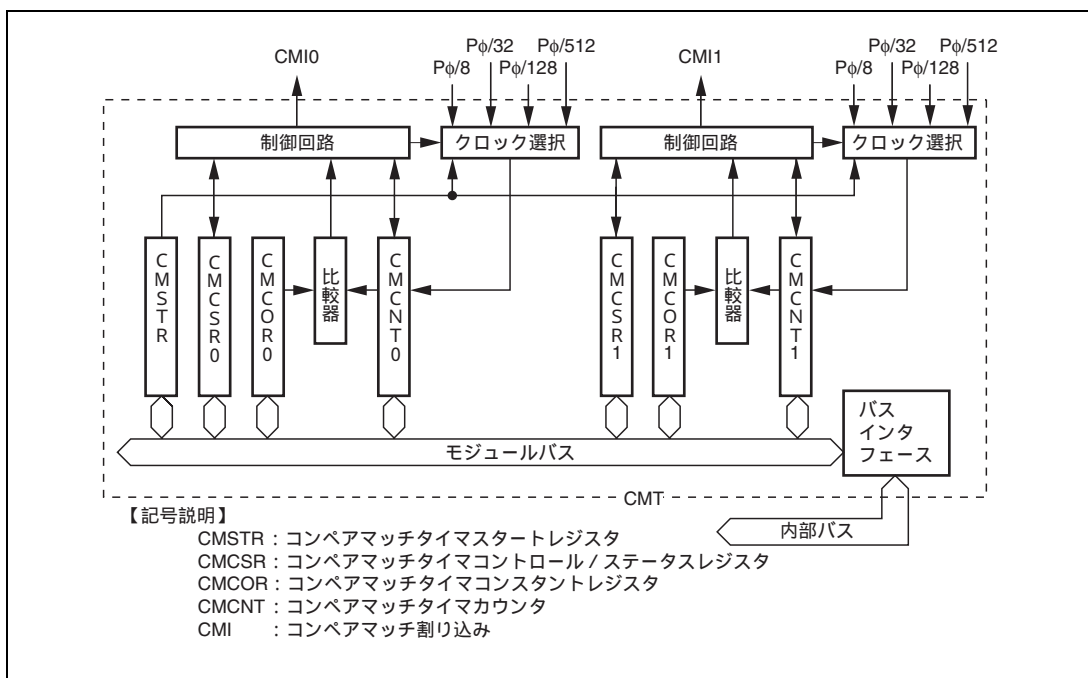 CMI0
Pφ/8
Pφ/32
Pφ/128
Pφ/512
CMI1
Pφ/8
Pφ/32
Pφ/128
Pφ/512
制御回路
クロック選択
制御回路
クロック選択
CMSTR
CMCSR0
CMCOR0
比較器
CMCNT0
CMCSR1
CMCOR1
比較器
CMCNT1
バス
インタ
フェース
モジュールバス
CMT
内部バス
【記号説明】
CMSTR : コンペアマッチタイマスタートレジスタ
CMCSR : コンペアマッチタイマコントロール / ステータスレジスタ
CMCOR : コンペアマッチタイマコンスタントレジスタ
CMCNT : コンペアマッチタイマカウンタ
CMI : コンペアマッチ割り込み